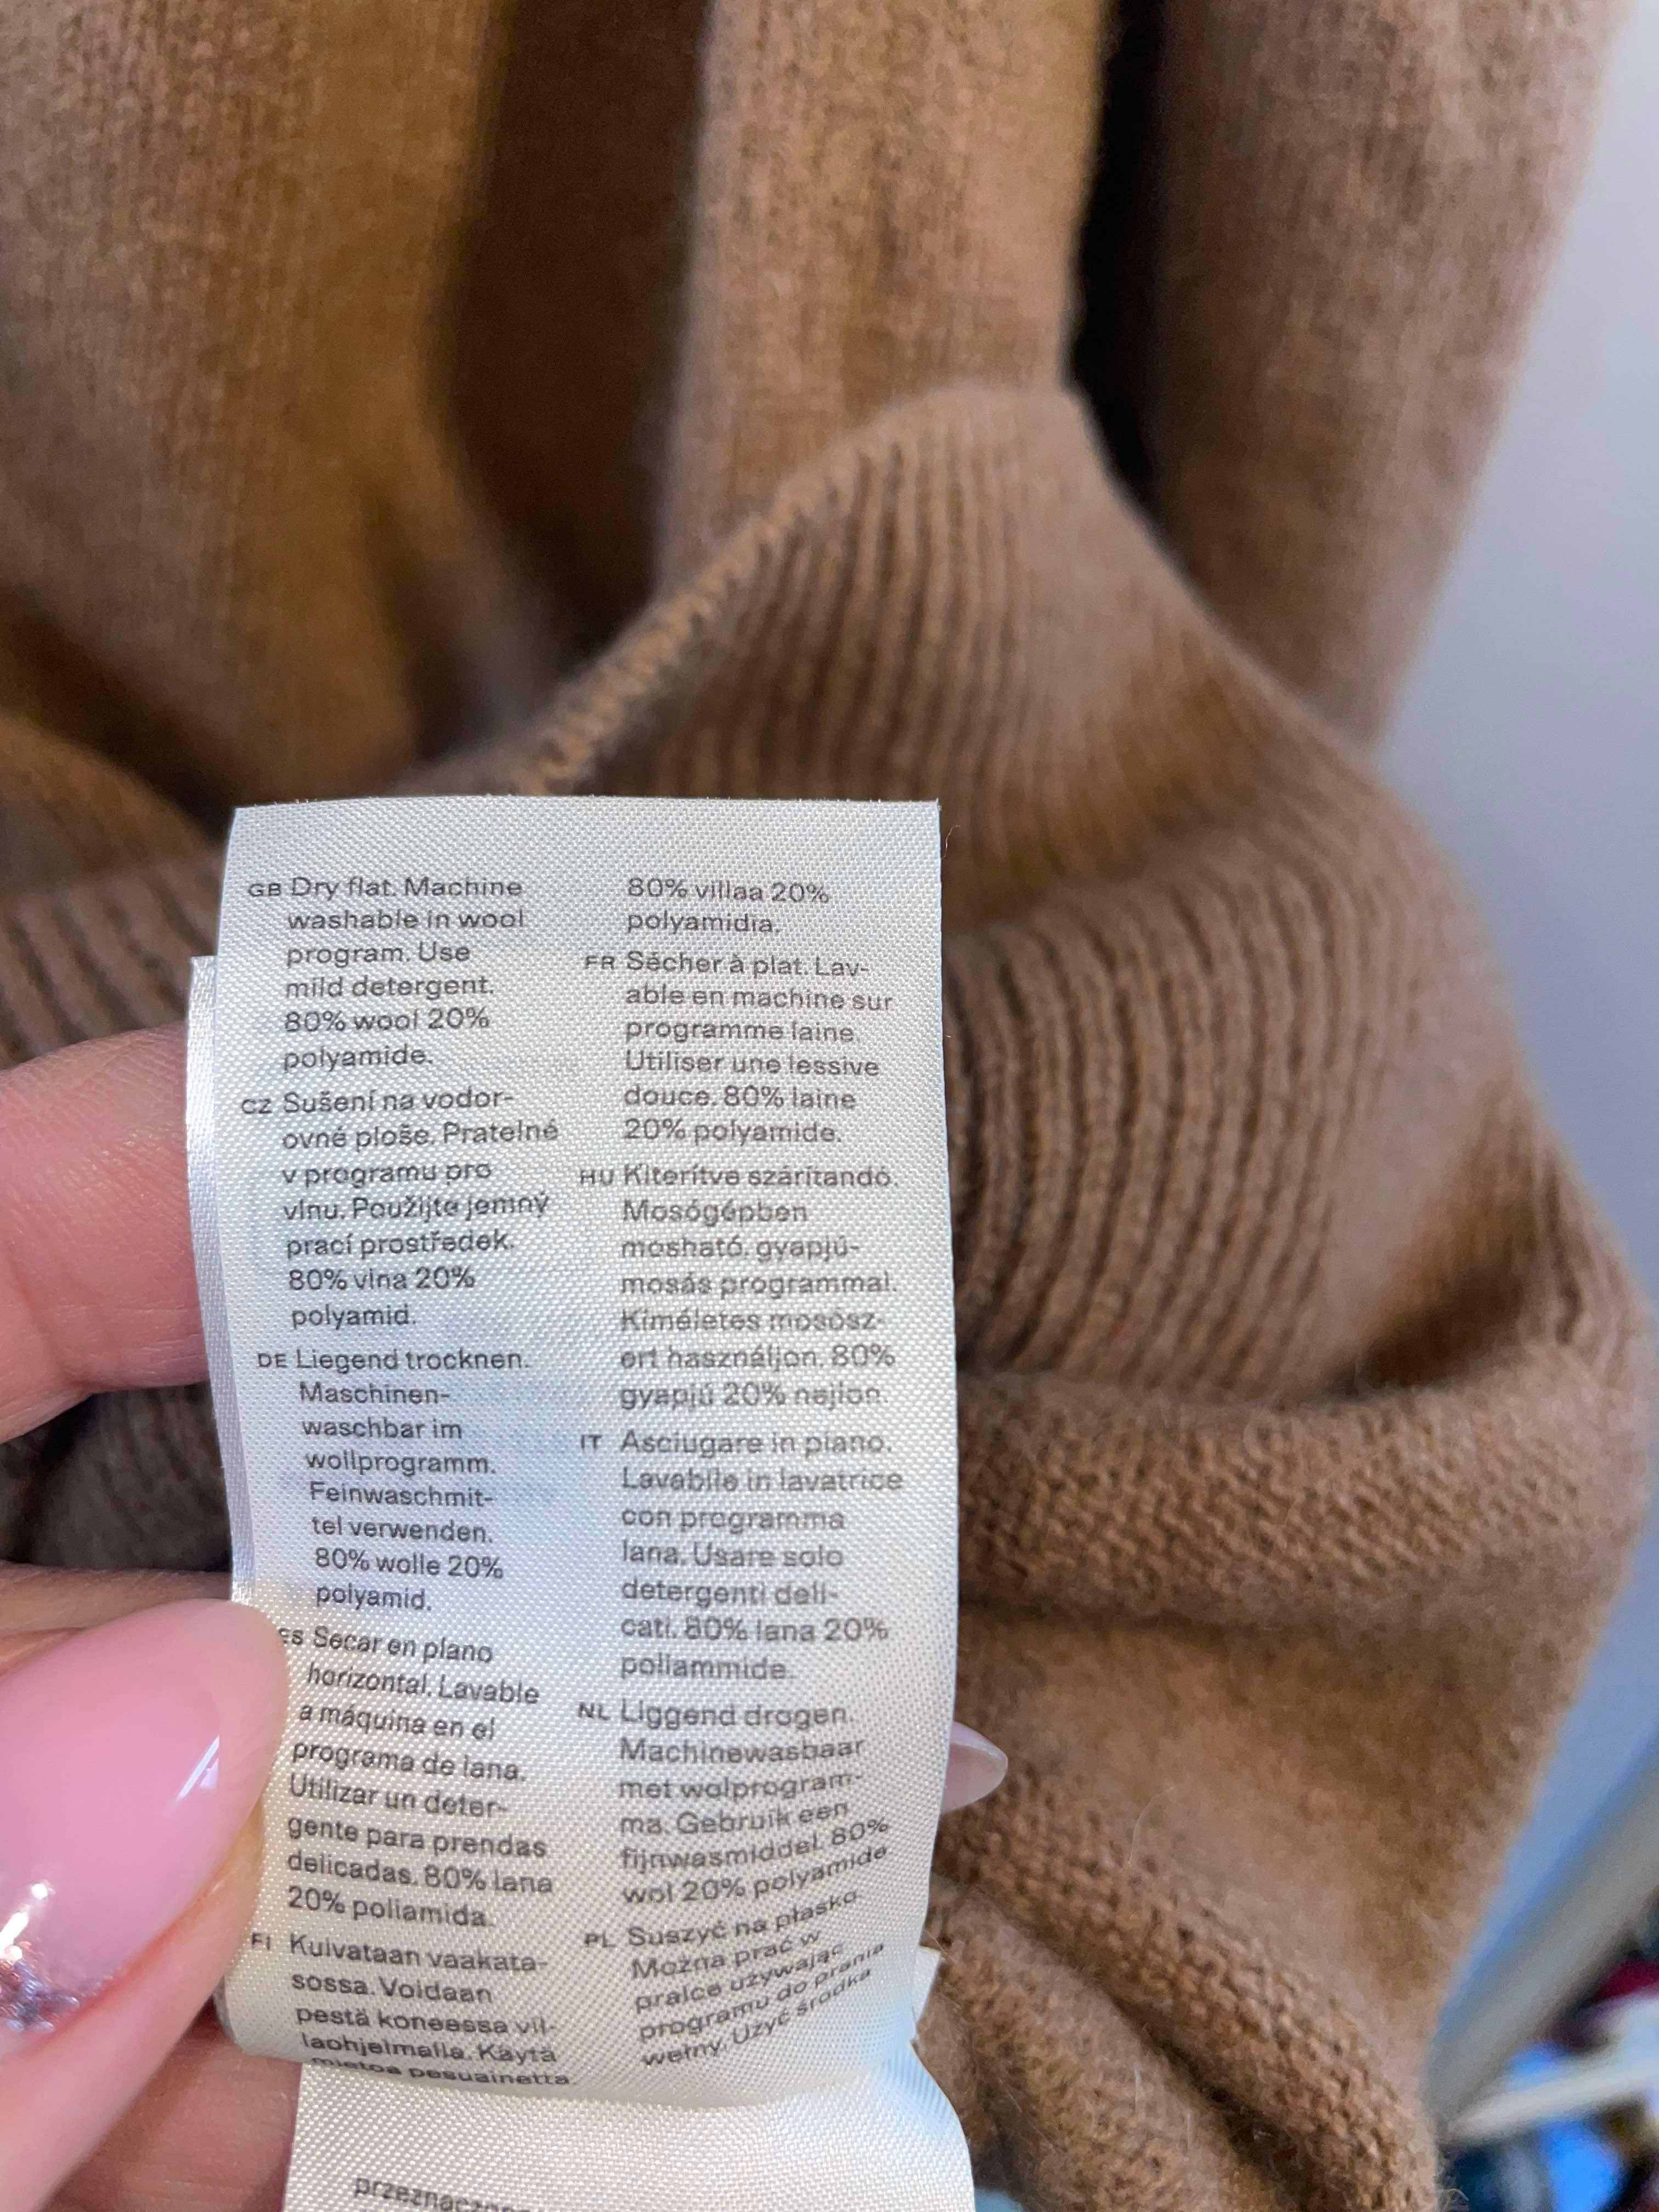 GB Dry flat. Machine
washable in wool
program. Use
mild detergent.
80% wool 20%
polyamide.
CZ Sušení na vodor-
ovné ploše. Pratelné
v programu pro
vlnu. Použijte jemný
prací prostředek.
80% vlna 20%
polyamid.
DE Liegend trocknen.
Maschinen-
waschbar im
wollprogramm.
Feinwaschmit-
tel verwenden.
80% wolle 20%
polyamid.
ES Secar en plano
horizontal. Lavable
a máquina en el
programa de lana.
Utilizar un deter-
gente para prendas
delicadas. 80% lana
20% poliamida.
FI Kuivataan vaakata-
sossa. Voidaan
pestä koneessa vil-
laohjelmalla. Käytä
mietoa pesuainetta.
80% villaa 20%
polyamidia.
FR Sécher à plat. Lav-
able en machine sur
programme laine.
Utiliser une lessive
douce. 80% laine
20% polyamide.
HU Kiterítve szárítandó.
Mosógépben
mosható, gyapjú-
mosás programmal.
Kíméletes mosósz-
ert használjon. 80%
gyapjú 20% nejlon.
IT Asciugare in piano.
Lavabile in lavatrice
con programma
lana. Usare solo
detergenti deli-
cati. 80% lana 20%
poliammide.
NL Liggend drogen.
Machinewasbaar
met wolprogram-
ma. Gebruik een
fijnwasmiddel. 80%
wol 20% polyamide
PL Suszyć na płasko.
Można prać w
pralce używając
programu do prania
wełny. Użyć środka